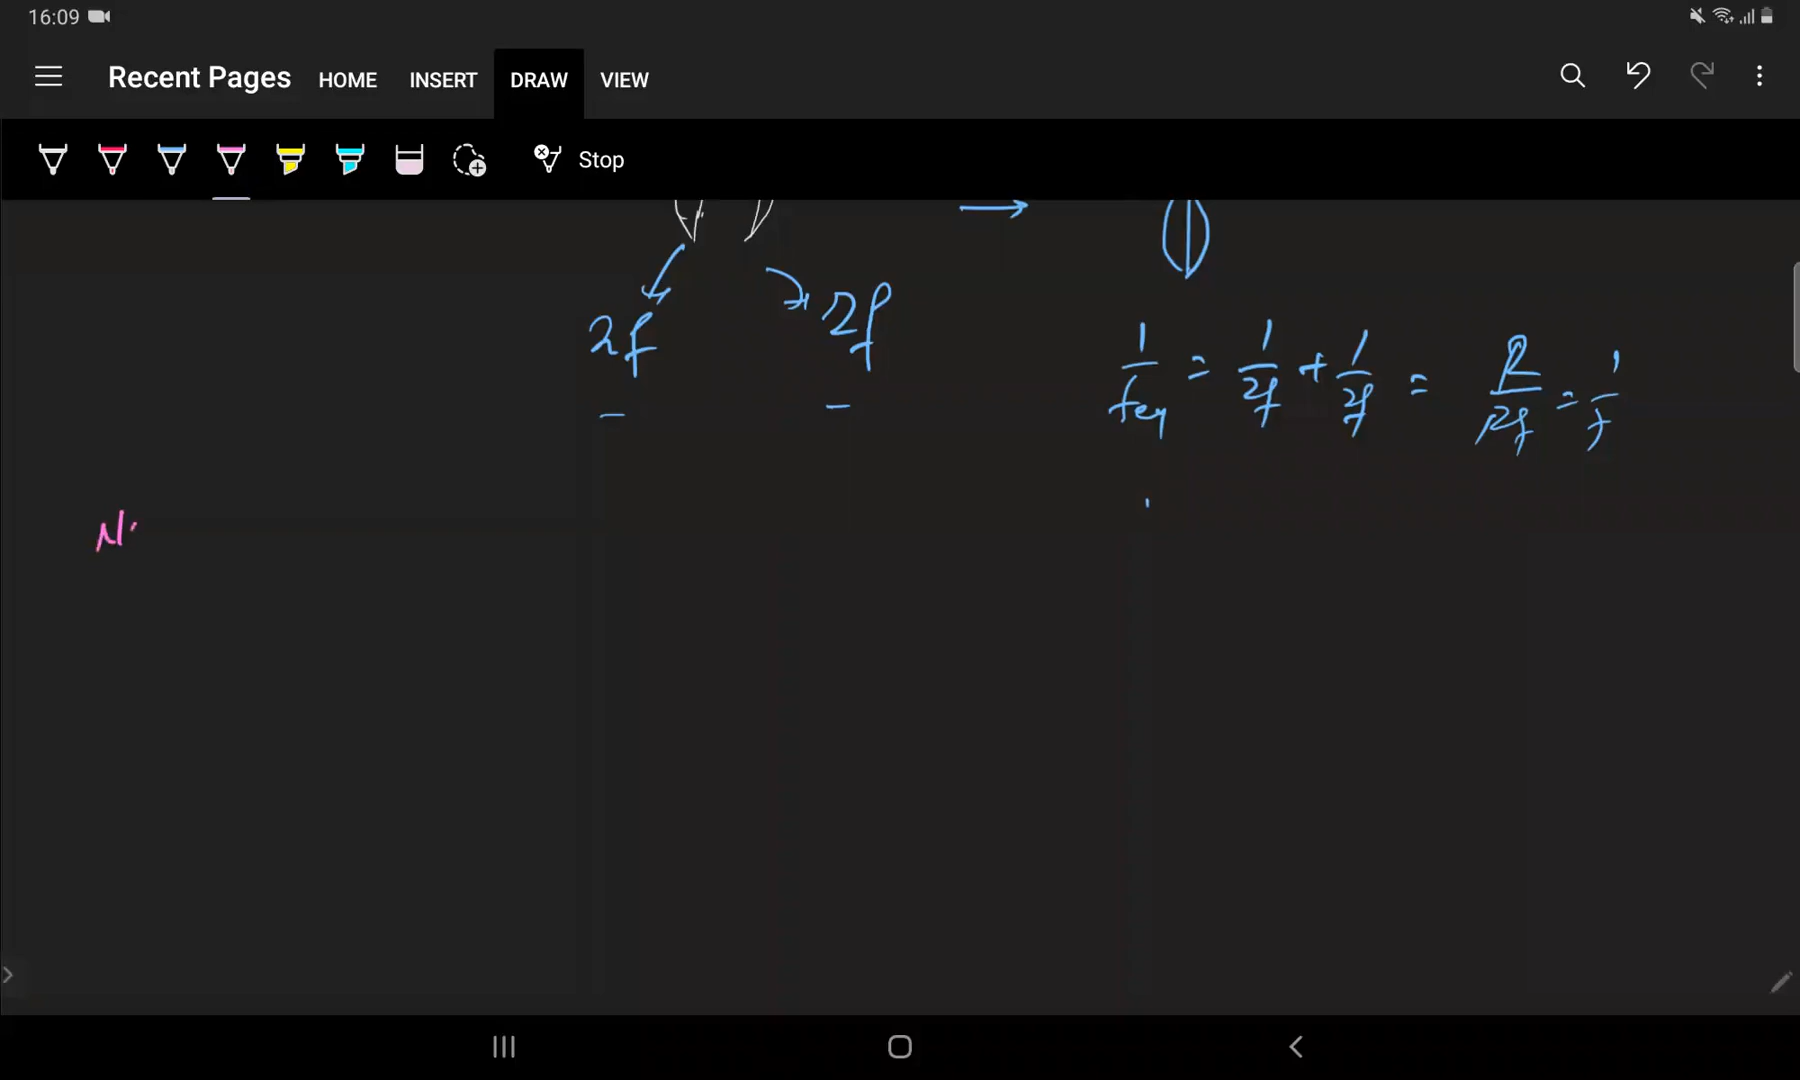 16:09
Recent Pages HOME INSERT DRAW VIEW
Stop
2f 2f
1/feq = 1/2f + 1/2f = 2/2f = 1/f
N